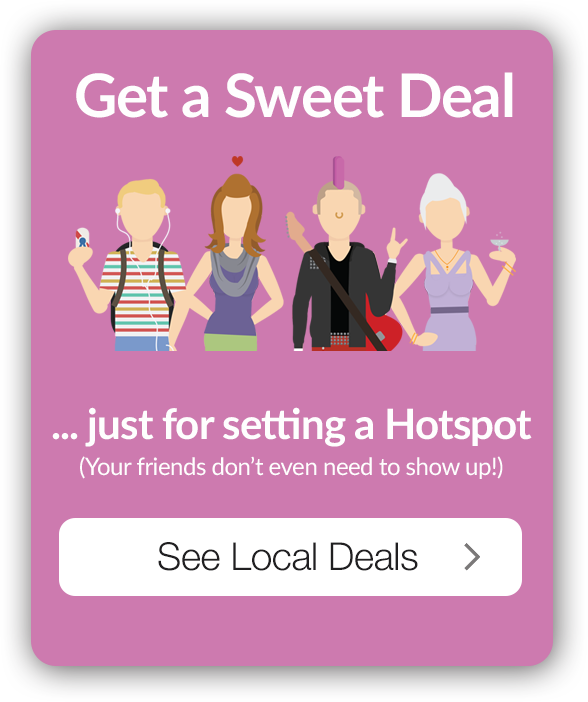 Get a Sweet Deal
... just for setting a Hotspot
(Your friends don't even need to show up!)
See Local Deals